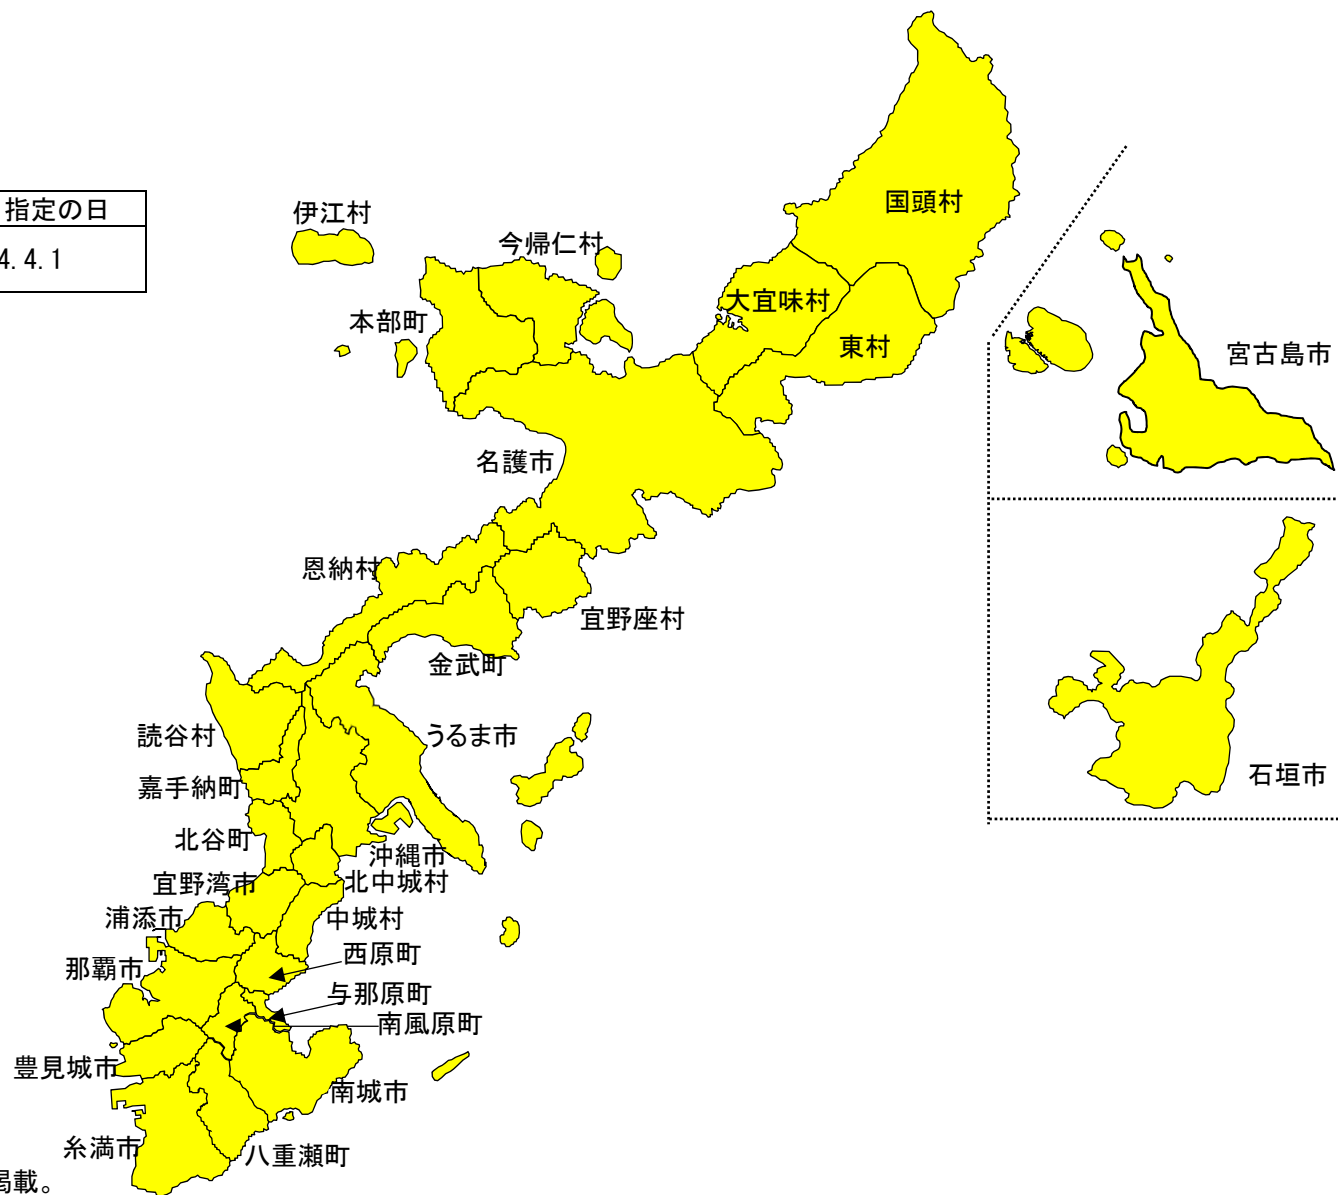 指定の日
4.4.1
伊江村
国頭村
今帰仁村
大宜味村
本部町
東村
宮古島市
名護市
恩納村
宜野座村
金武町
読谷村
うるま市
石垣市
嘉手納町
北谷町
沖縄市
宜野湾市
北中城村
浦添市
中城村
西原町
那覇市
与那原町
南風原町
豊見城市
南城市
糸満市
八重瀬町
掲載。